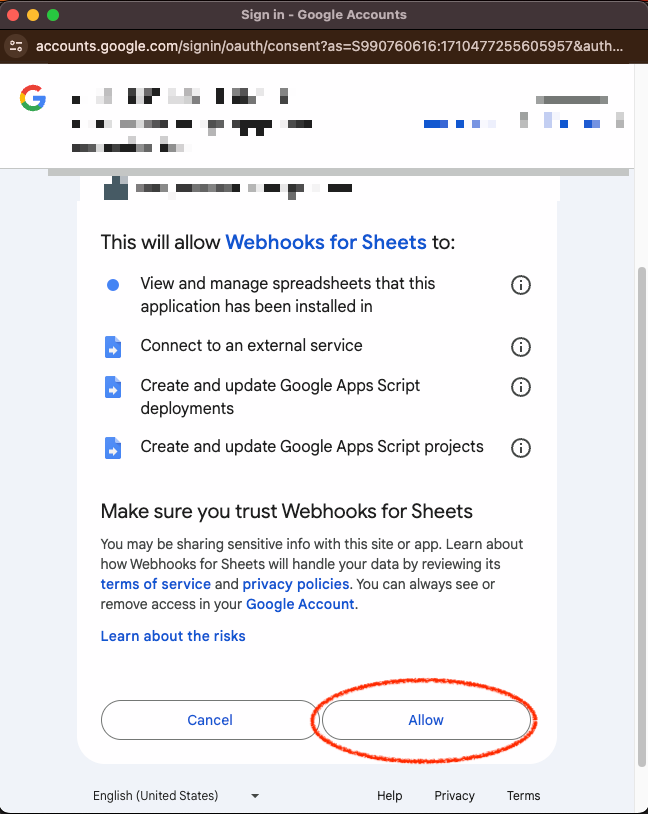 Sign in - Google Accounts
accounts.google.com/signin/oauth/consent?as=S990760616:1710477255605957&auth...
This will allow Webhooks for Sheets to:
View and manage spreadsheets that this
application has been installed in
Connect to an external service
Create and update Google Apps Script
deployments
Create and update Google Apps Script projects
Make sure you trust Webhooks for Sheets
You may be sharing sensitive info with this site or app. Learn about
how Webhooks for Sheets will handle your data by reviewing its
terms of service and privacy policies. You can always see or
remove access in your Google Account.
Learn about the risks
Cancel Allow
English (United States) Help Privacy Terms